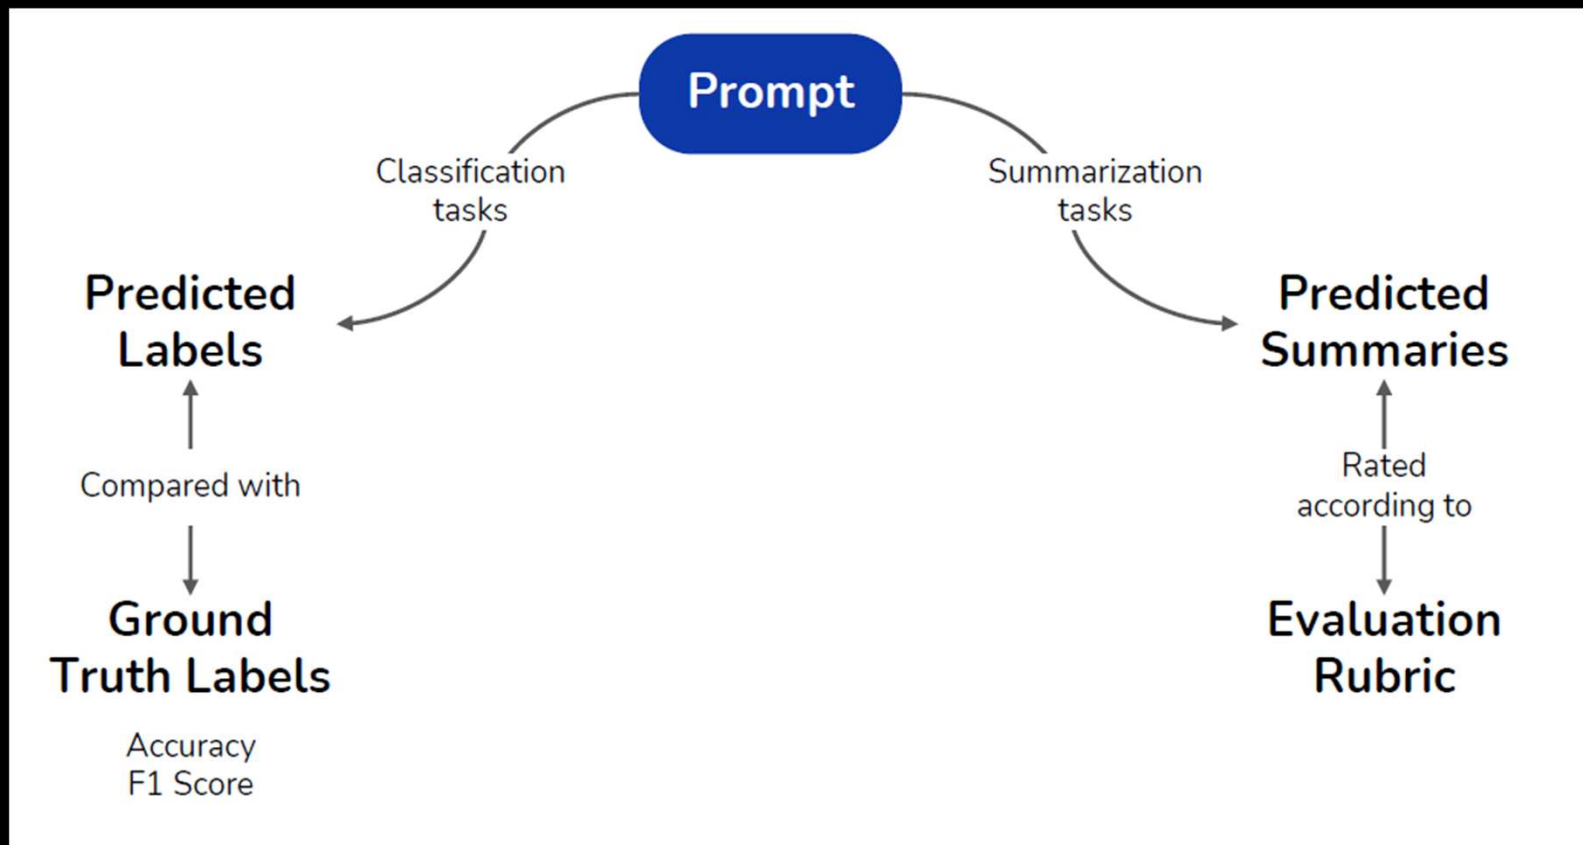 Prompt
Classification
tasks
Summarization
tasks
Predicted
Labels
Predicted
Summaries
Compared with
Rated
according to
Ground
Truth Labels
Evaluation
Rubric
Accuracy
F1 Score